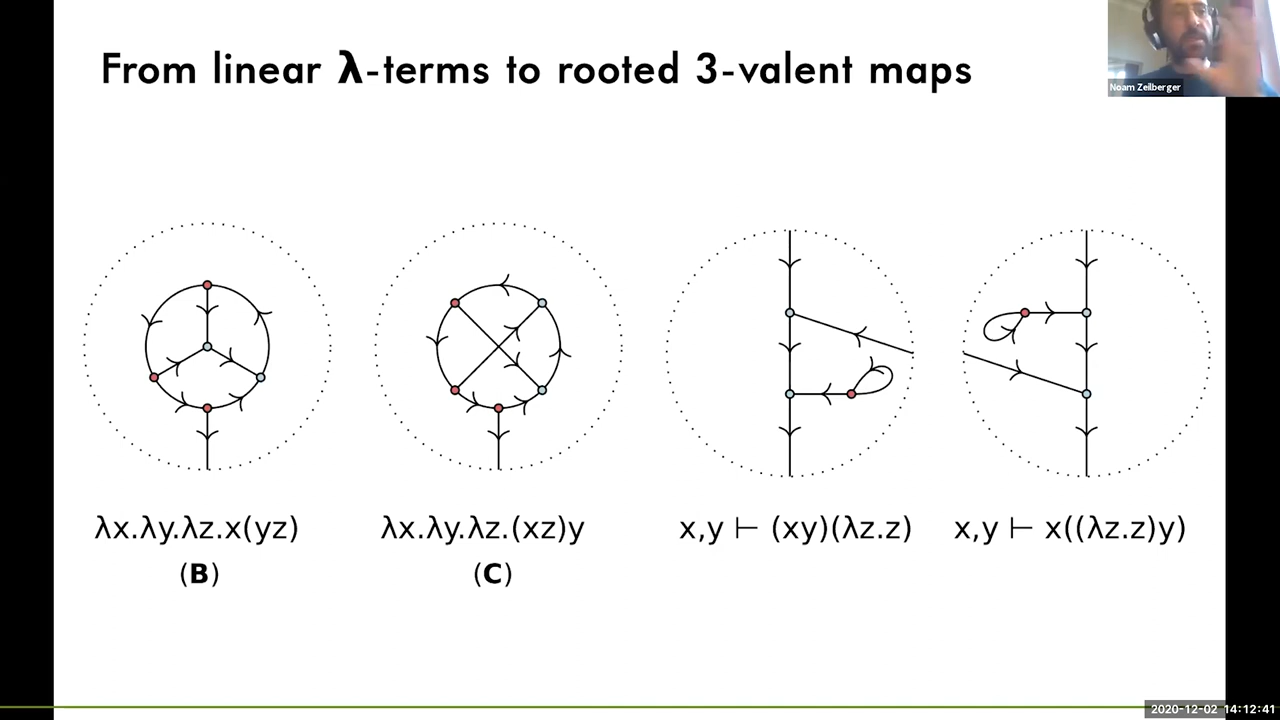 From linear λ-terms to rooted 3-valent maps
Noam Zeilberger
λx.λy.λz.x(yz)
(B)
λx.λy.λz.(xz)y
(C)
x,y ⊢ (xy)(λz.z)
x,y ⊢ x((λz.z)y)
2020-12-02 14:12:41